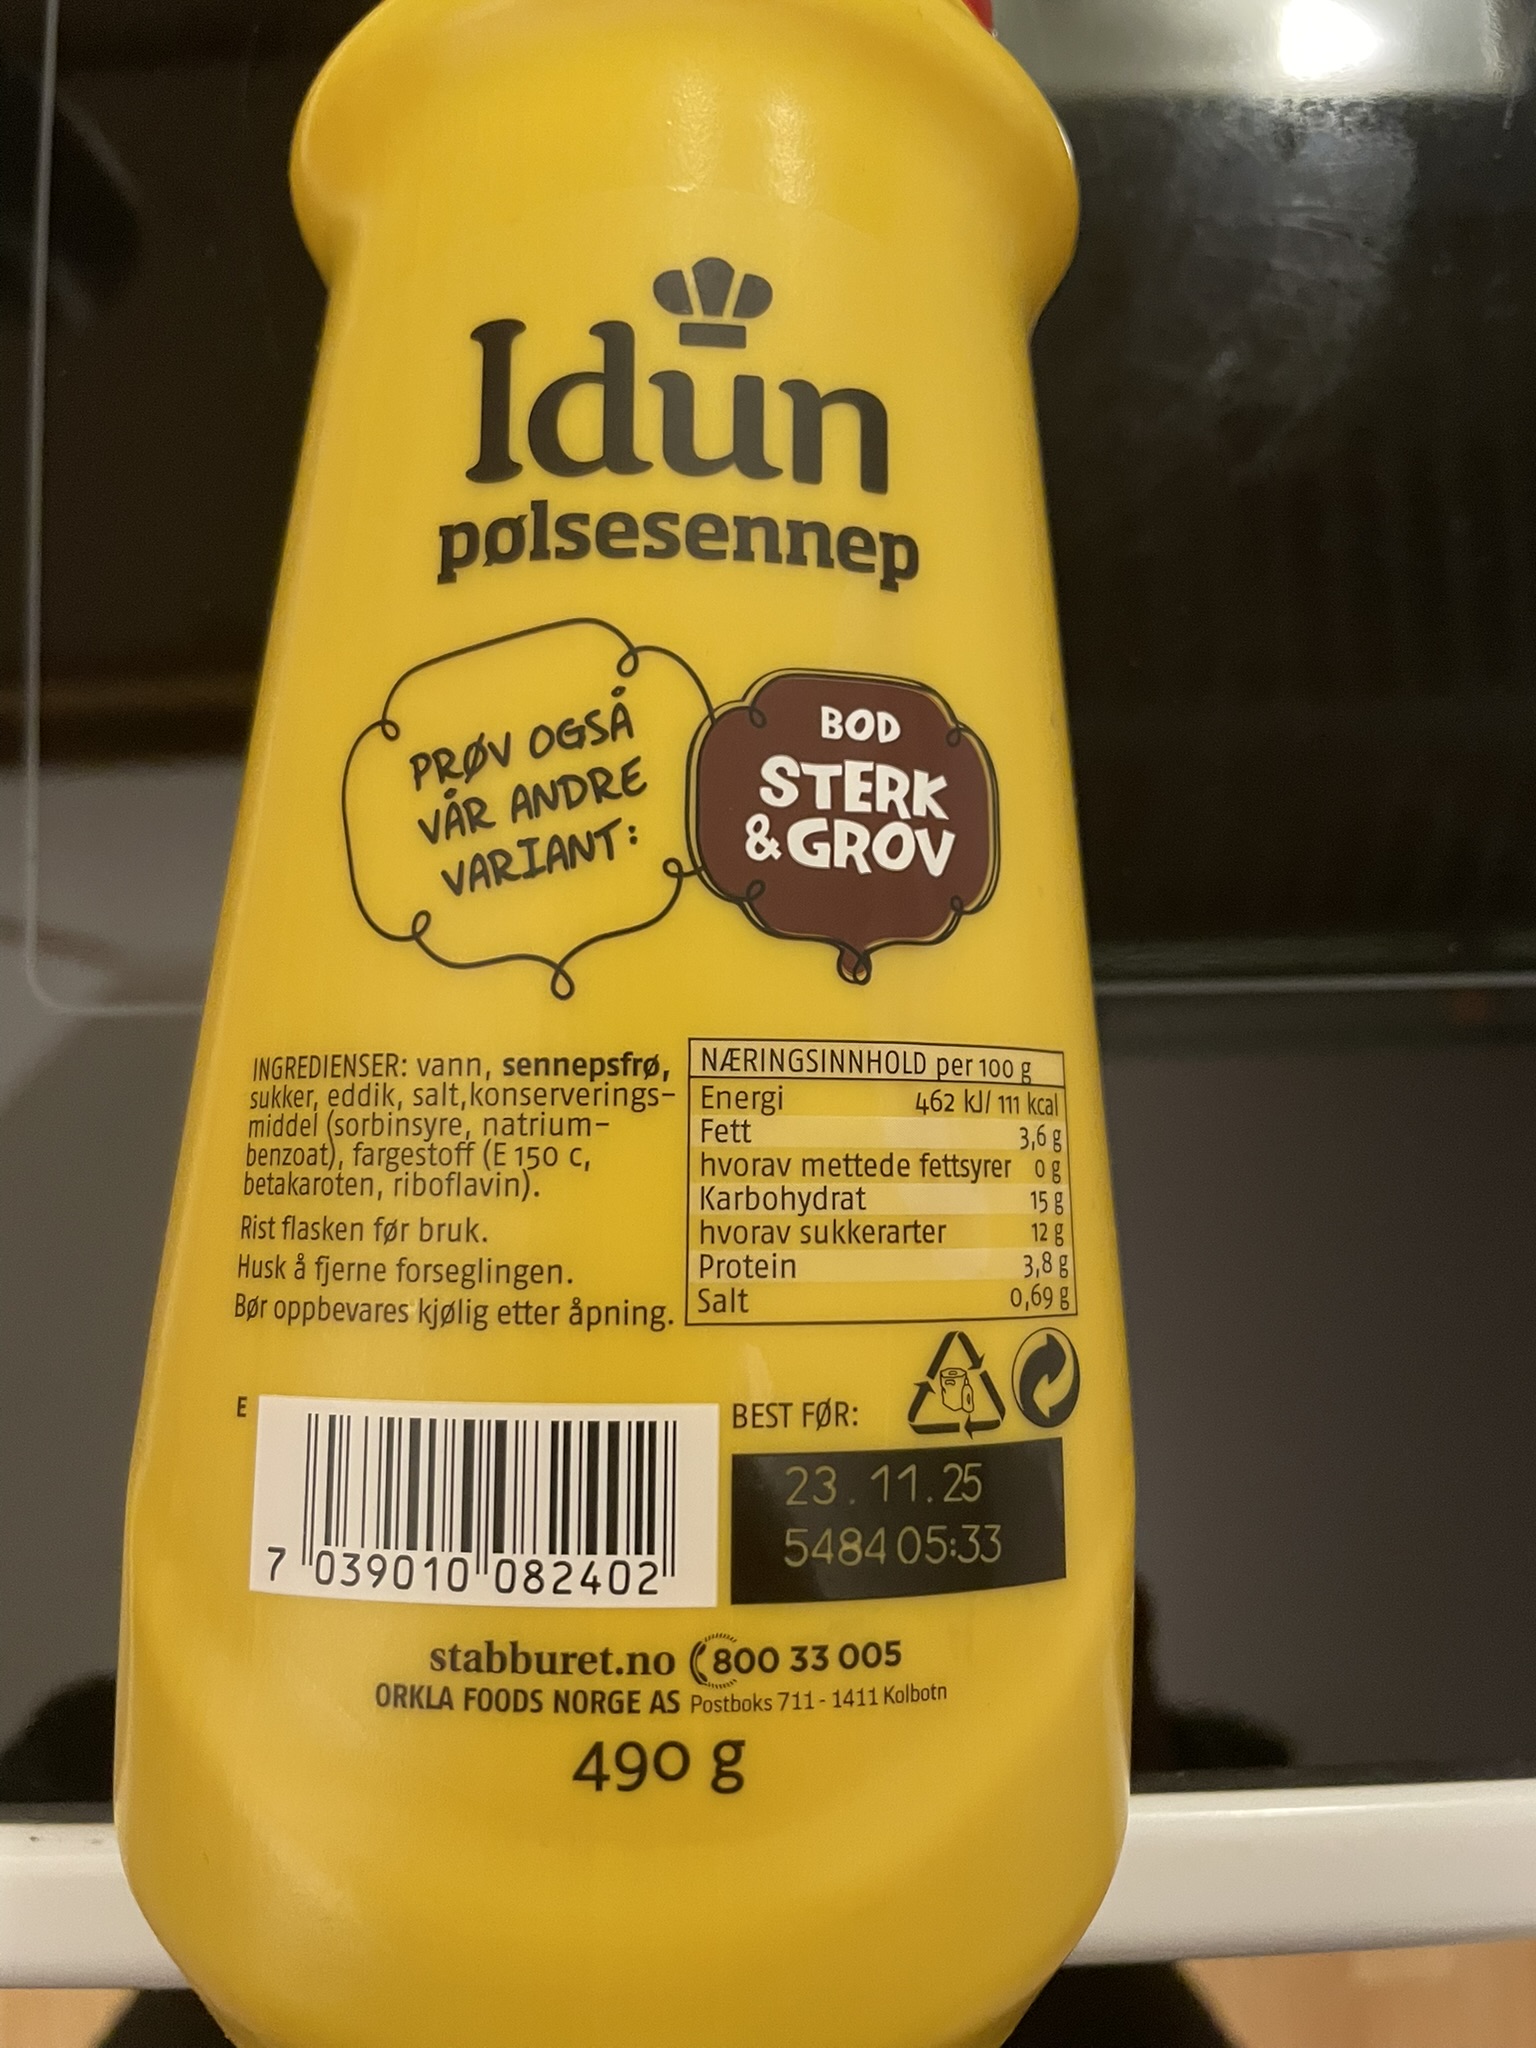 Idun
pølsesennep
PRØV OGSÅ
VÅR ANDRE
VARIANT:
BOD
STERK
& GROV
INGREDIENSER: vann, sennepsfrø,
sukker, eddik, salt, konserverings-
middel (sorbinsyre, natrium-
benzoat), fargestoff (E 150 c,
betakaroten, riboflavin).
Rist flasken før bruk.
Husk å fjerne forseglingen.
Bør oppbevares kjølig etter åpning.
NÆRINGSINNHOLD per 100 g
Energi 462 kJ/ 111 kcal
Fett 3,6 g
hvorav mettede fettsyrer 0 g
Karbohydrat 15 g
hvorav sukkerarter 12 g
Protein 3,8 g
Salt 0,69 g
E
7 039010 082402
BEST FØR:
23.11.25
5484 05:33
stabburet.no 800 33 005
ORKLA FOODS NORGE AS Postboks 711 - 1411 Kolbotn
490 g